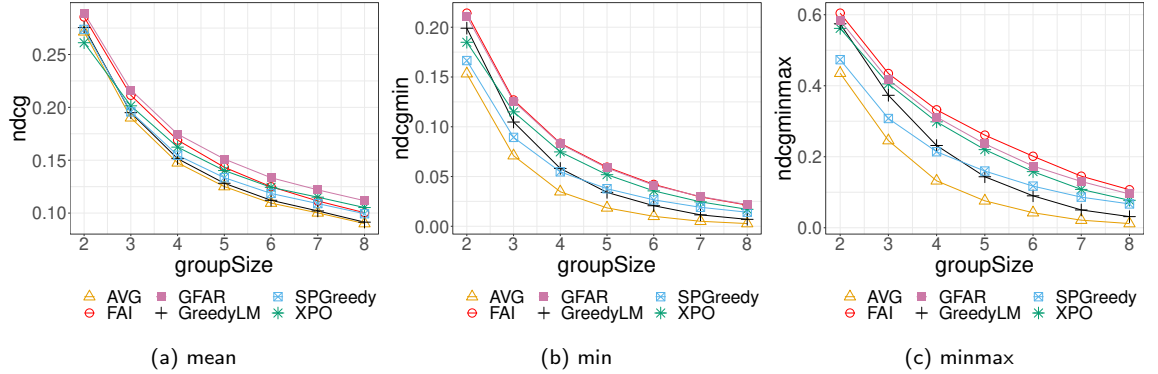 ndcg
0.25
0.20
0.15
0.10
2 3 4 5 6 7 8
groupSize
AVG GFAR SPGreedy
FAI GreedyLM XPO
(a) mean
ndcgmin
0.20
0.15
0.10
0.05
0.00
2 3 4 5 6 7 8
groupSize
AVG GFAR SPGreedy
FAI GreedyLM XPO
(b) min
ndcgminmax
0.6
0.4
0.2
0.0
2 3 4 5 6 7 8
groupSize
AVG GFAR SPGreedy
FAI GreedyLM XPO
(c) minmax